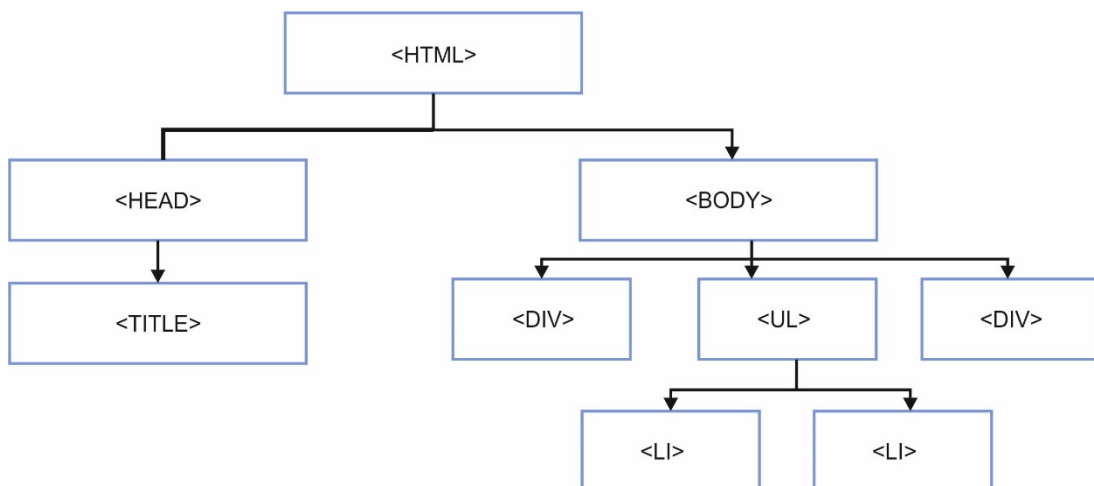 <HTML>
<HEAD>
<BODY>
<TITLE>
<DIV>
<UL>
<DIV>
<LI>
<LI>